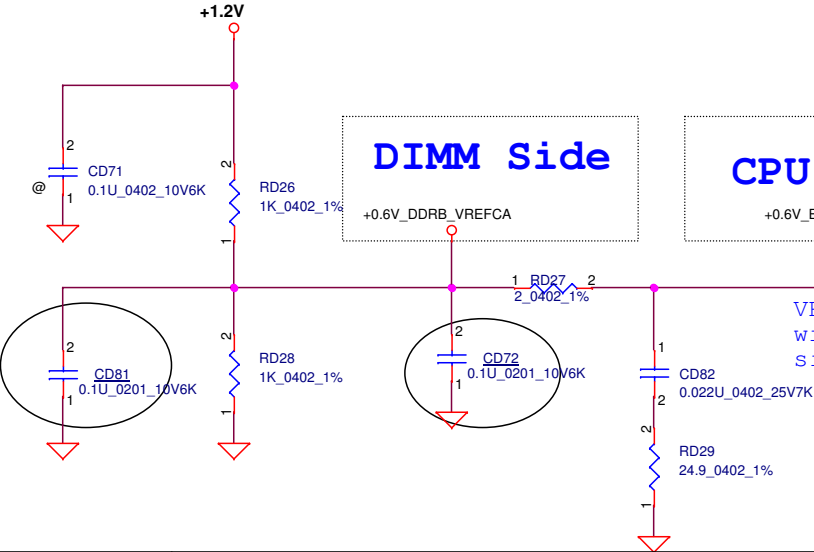 +1.2V
2
CD71
0.1U_0402_10V6K
@
1
2
RD26
1K_0402_1%
1
DIMM Side
+0.6V_DDRB_VREFCA
CPU
+0.6V_
1 RD27 2
2_0402_1%
2
CD81
0.1U_0201_10V6K
1
2
RD28
1K_0402_1%
1
2
CD72
0.1U_0201_10V6K
1
1
CD82
0.022U_0402_25V7K
2
2
RD29
24.9_0402_1%
1